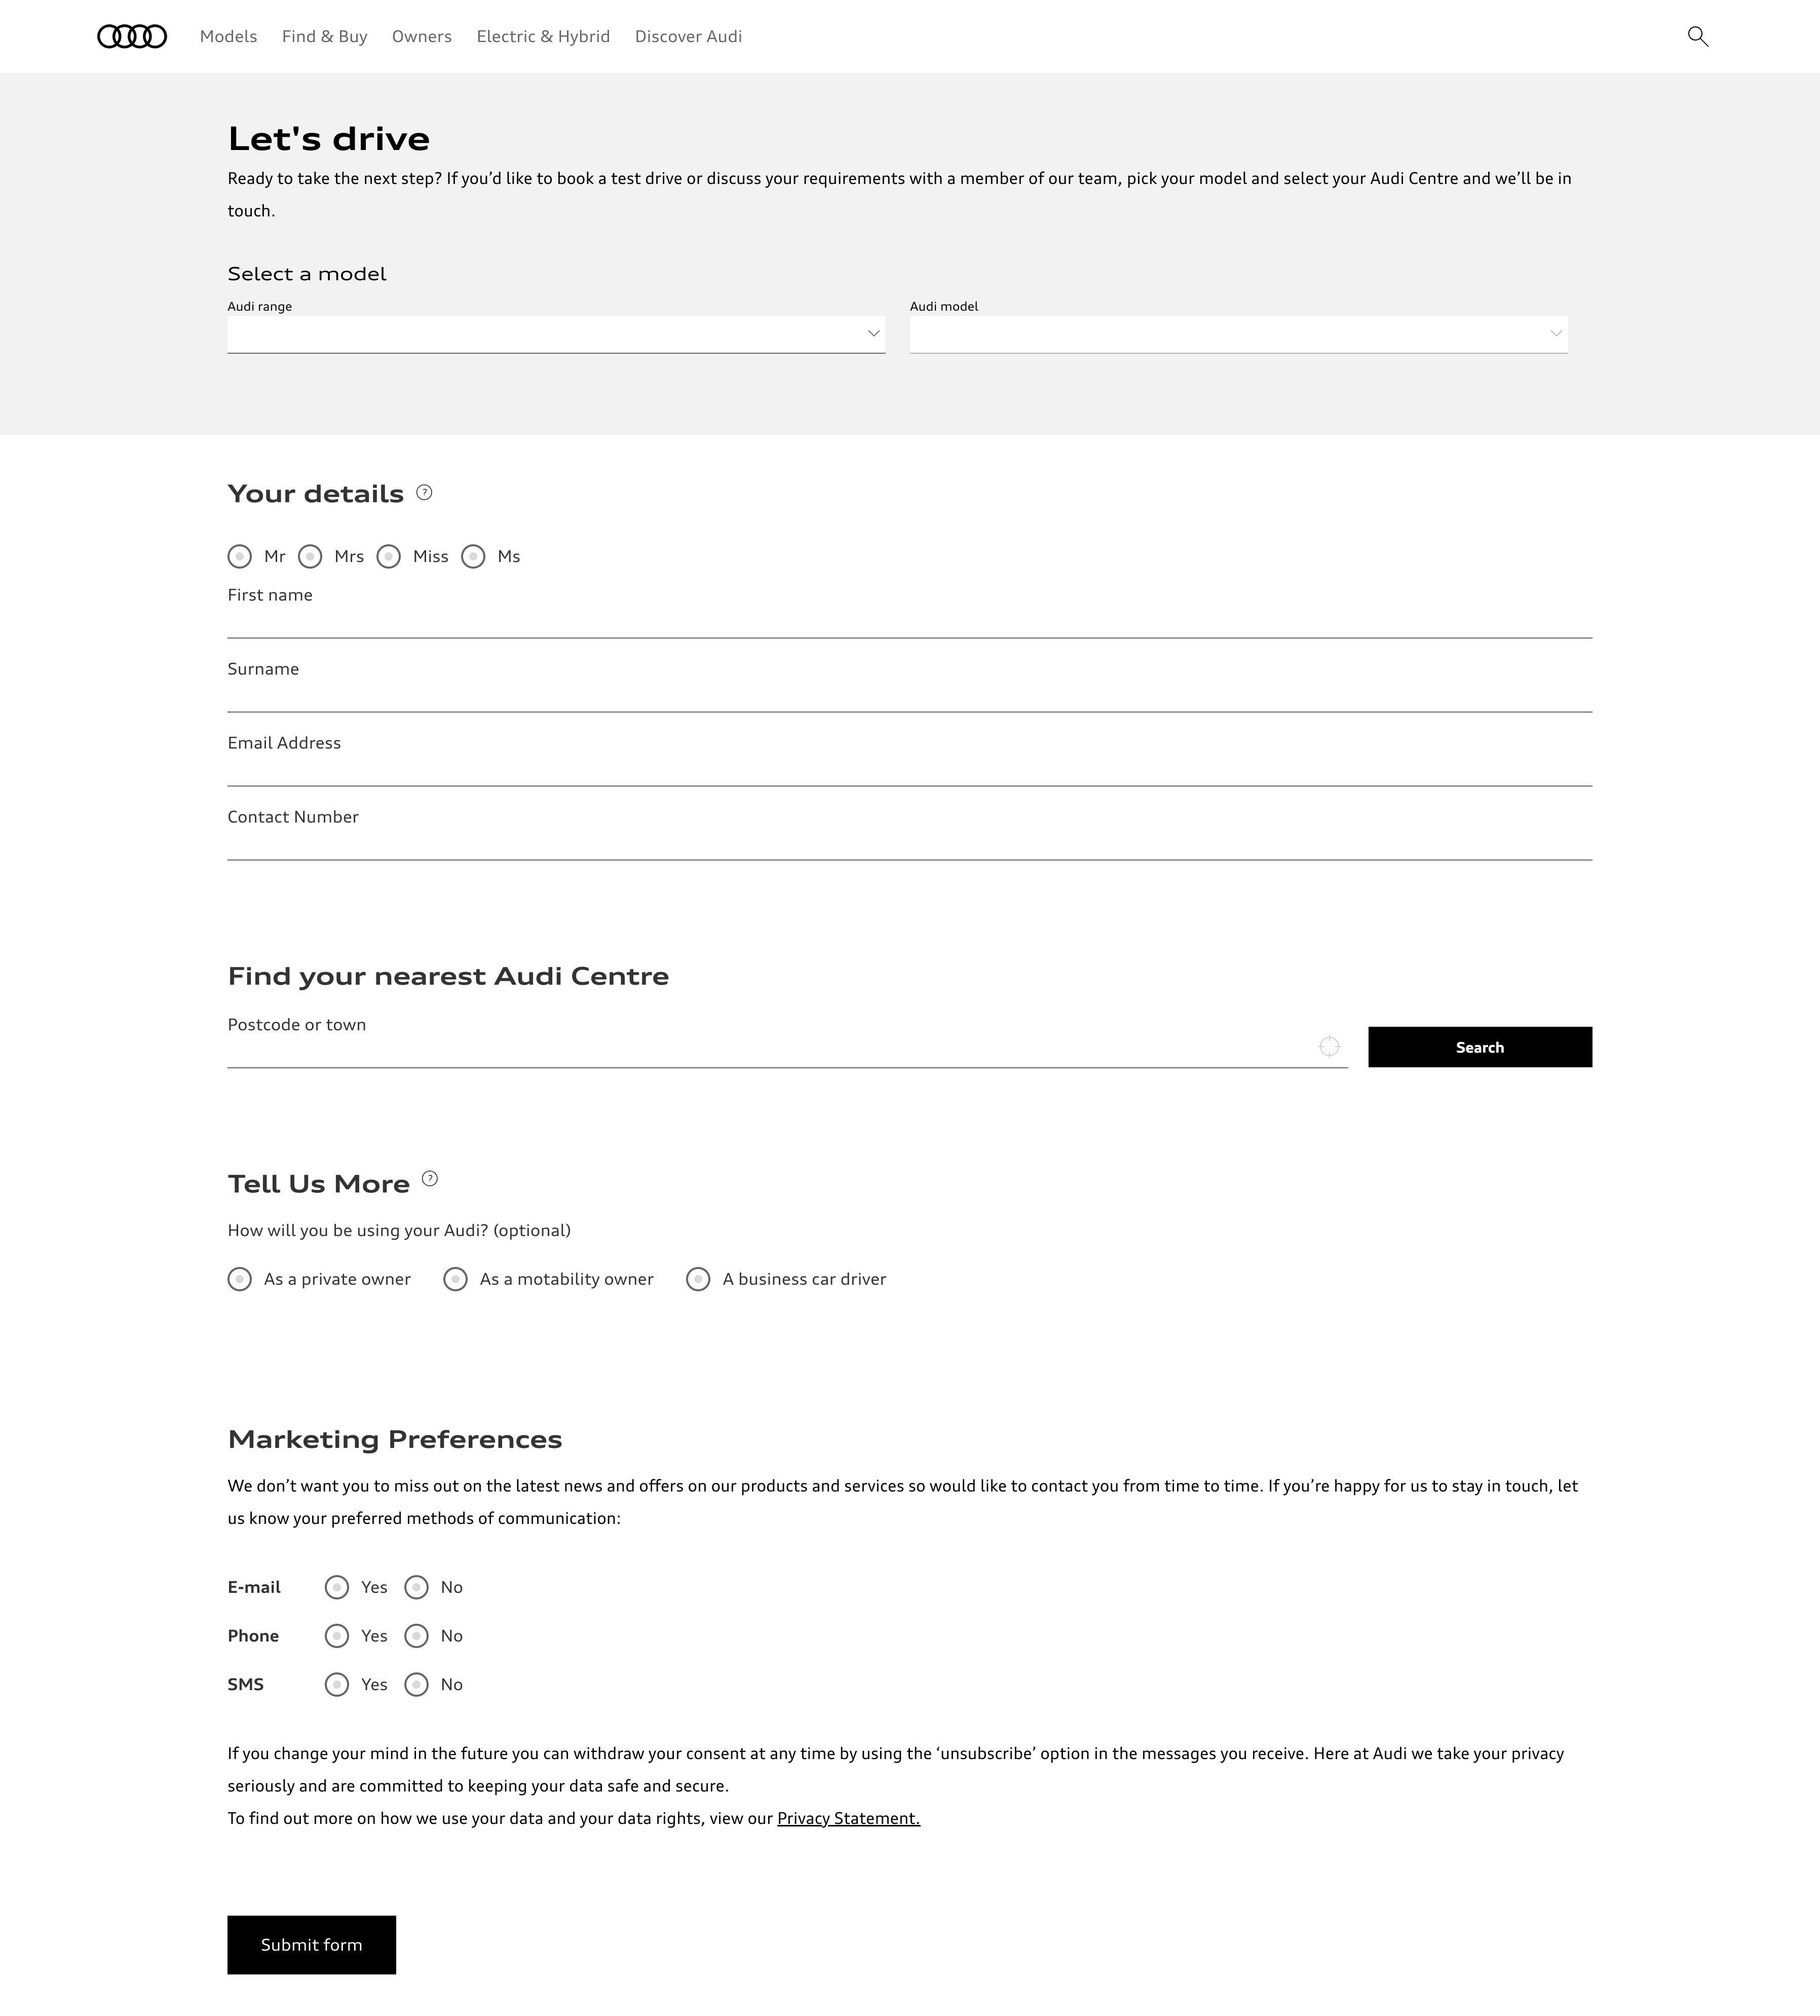 Models Find & Buy Owners Electric & Hybrid Discover Audi
Let's drive
Ready to take the next step? If you’d like to book a test drive or discuss your requirements with a member of our team, pick your model and select your Audi Centre and we’ll be in
touch.
Select a model
Audi range Audi model
Your details ?
Mr Mrs Miss Ms
First name
Surname
Email Address
Contact Number
Find your nearest Audi Centre
Postcode or town
Search
Tell Us More ?
How will you be using your Audi? (optional)
As a private owner As a motability owner A business car driver
Marketing Preferences
We don’t want you to miss out on the latest news and offers on our products and services so would like to contact you from time to time. If you’re happy for us to stay in touch, let
us know your preferred methods of communication:
E-mail Yes No
Phone Yes No
SMS Yes No
If you change your mind in the future you can withdraw your consent at any time by using the ‘unsubscribe’ option in the messages you receive. Here at Audi we take your privacy
seriously and are committed to keeping your data safe and secure.
To find out more on how we use your data and your data rights, view our Privacy Statement.
Submit form